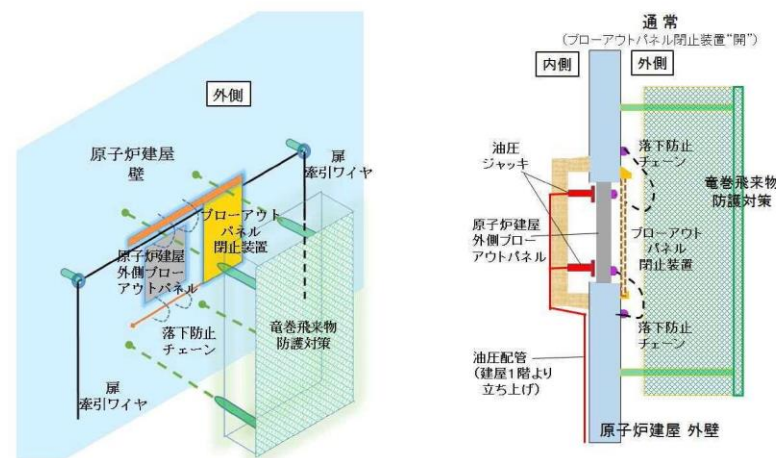 外側
原子炉建屋
壁
扉
牽引ワイヤ
ブローアウト
パネル
閉止装置
原子炉建屋
外側ブロー
アウトパネル
落下防止
チェーン
竜巻飛来物
防護対策
扉
牽引ワイヤ
通常
(ブローアウトパネル閉止装置“開”)
内側
外側
油圧
ジャッキ
落下防止
チェーン
竜巻飛来物
防護対策
原子炉建屋
外側ブロー
アウトパネル
ブローアウト
パネル
閉止装置
落下防止
チェーン
油圧配管
(建屋1階より
立ち上げ)
原子炉建屋 外壁